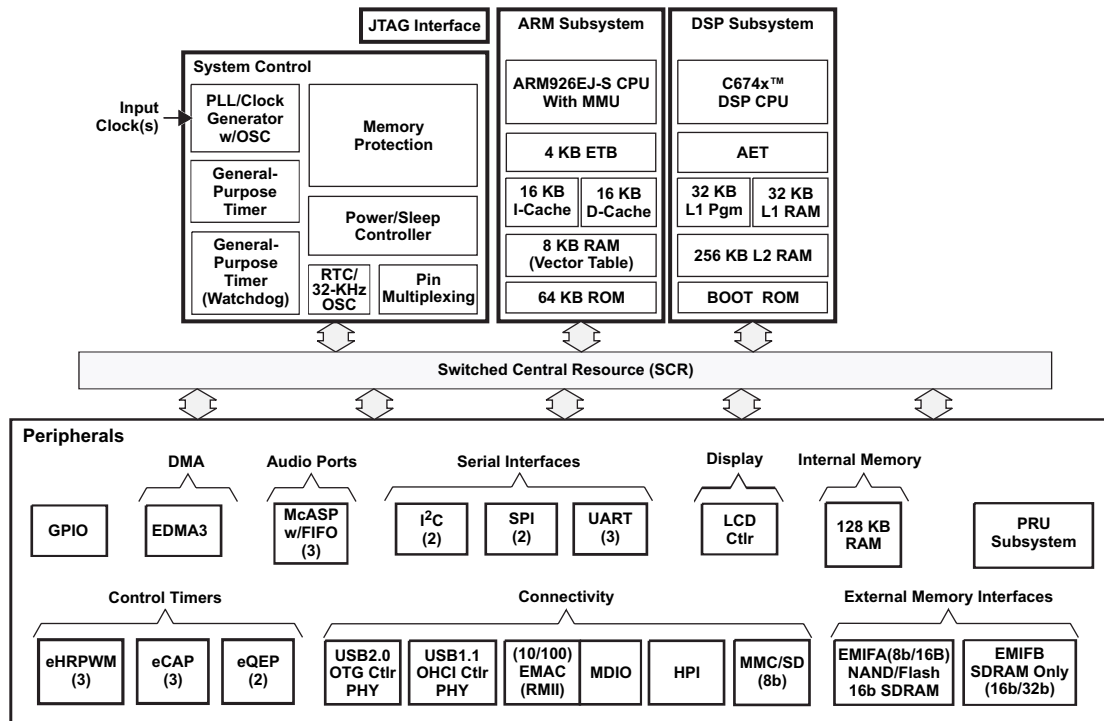 JTAG Interface
ARM Subsystem
DSP Subsystem
System Control
Input
Clock(s)
PLL/Clock
Generator
w/OSC
General-
Purpose
Timer
General-
Purpose
Timer
(Watchdog)
Memory
Protection
Power/Sleep
Controller
RTC/
32-KHz
OSC
Pin
Multiplexing
ARM926EJ-S CPU
With MMU
4 KB ETB
16 KB
I-Cache
16 KB
D-Cache
8 KB RAM
(Vector Table)
64 KB ROM
C674x™
DSP CPU
AET
32 KB
L1 Pgm
32 KB
L1 RAM
256 KB L2 RAM
BOOT ROM
Switched Central Resource (SCR)
Peripherals
GPIO
DMA
EDMA3
Audio Ports
McASP
w/FIFO
(3)
Serial Interfaces
I²C
(2)
SPI
(2)
UART
(3)
Display
LCD
Ctlr
Internal Memory
128 KB
RAM
PRU
Subsystem
Control Timers
eHRPWM
(3)
eCAP
(3)
eQEP
(2)
Connectivity
USB2.0
OTG Ctlr
PHY
USB1.1
OHCI Ctlr
PHY
(10/100)
EMAC
(RMII)
MDIO
HPI
MMC/SD
(8b)
External Memory Interfaces
EMIFA(8b/16B)
NAND/Flash
16b SDRAM
EMIFB
SDRAM Only
(16b/32b)